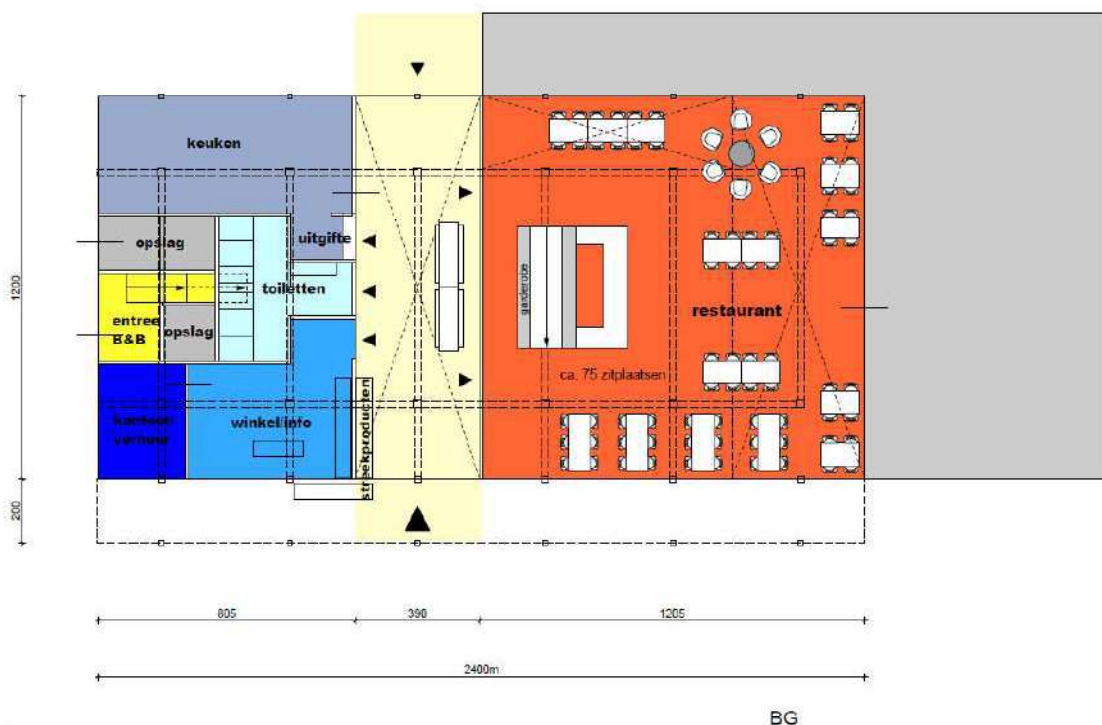 keuken
opslag
uitgifte
toiletten
entree
B&B
opslag
kantoor
verhuur
winkel/info
streekproducten
garderobe
restaurant
ca. 75 zitplaatsen
1200
200
805
390
1205
2400m
BG